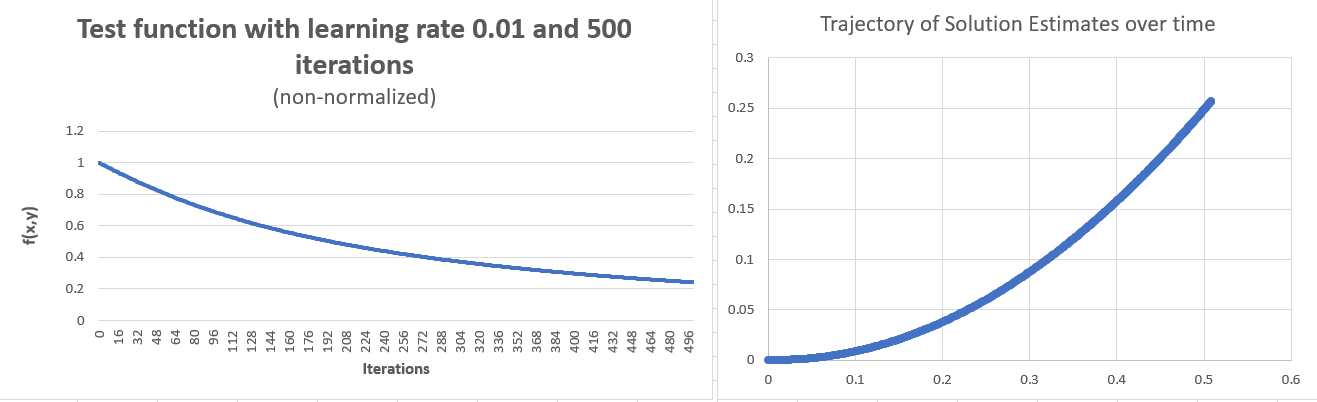 Test function with learning rate 0.01 and 500
iterations
(non-normalized)
1.2
1
0.8
0.6
0.4
0.2
0
f(x,y)
0 16 32 48 64 80 96 112 128 144 160 176 192 208 224 240 256 272 288 304 320 336 352 368 384 400 416 432 448 464 480 496
Iterations
Trajectory of Solution Estimates over time
0.3
0.25
0.2
0.15
0.1
0.05
0
0 0.1 0.2 0.3 0.4 0.5 0.6